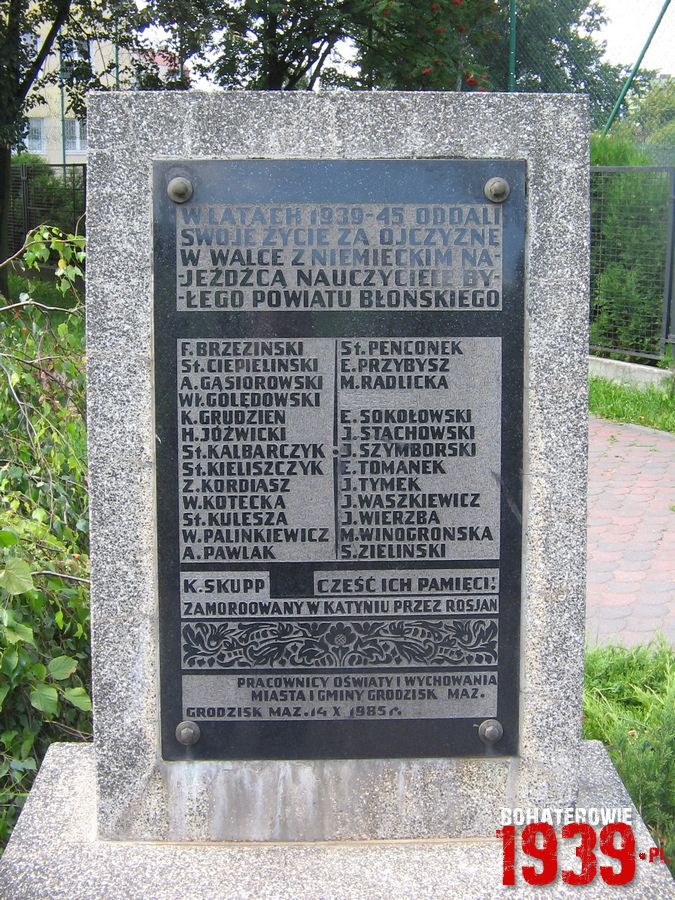 W LATACH 1939-45 ODDALI
SWOJE ŻYCIE ZA OJCZYZNĘ
W WALCE Z NIEMIECKIM NA-
JEŹDŹCĄ NAUCZYCIELE BY-
ŁEGO POWIATU BŁOŃSKIEGO
F. BRZEZIŃSKI
St. CIEPIELIŃSKI
A. GĄSIOROWSKI
Wł. GOLĘDOWSKI
K. GRUDZIEN
H. JÓŹWICKI
St. KALBARCZYK
St. KIELISZCZYK
Z. KORDIASZ
W. KOTECKA
St. KULESZA
W. PALINKIEWICZ
A. PAWLAK
St. PENCONEK
E. PRZYBYSZ
M. RADLICKA
E. SOKOŁOWSKI
J. STACHOWSKI
J. SZYMBORSKI
E. TOMANEK
J. TYMEK
J. WASZKIEWICZ
J. WIERZBA
M. WINOGROŃSKA
S. ZIELIŃSKI
K. SKUPP
CZEŚĆ ICH PAMIĘCI!
ZAMOROOWANY W KATYNIU PRZEZ ROSJAN
PRACOWNICY OŚWIATY I WYCHOWANIA
MIASTA I GMINY GRODZISK MAZ.
GRODZISK MAZ. 14 X 1985 r.
BOHATEROWIE
1939.PL